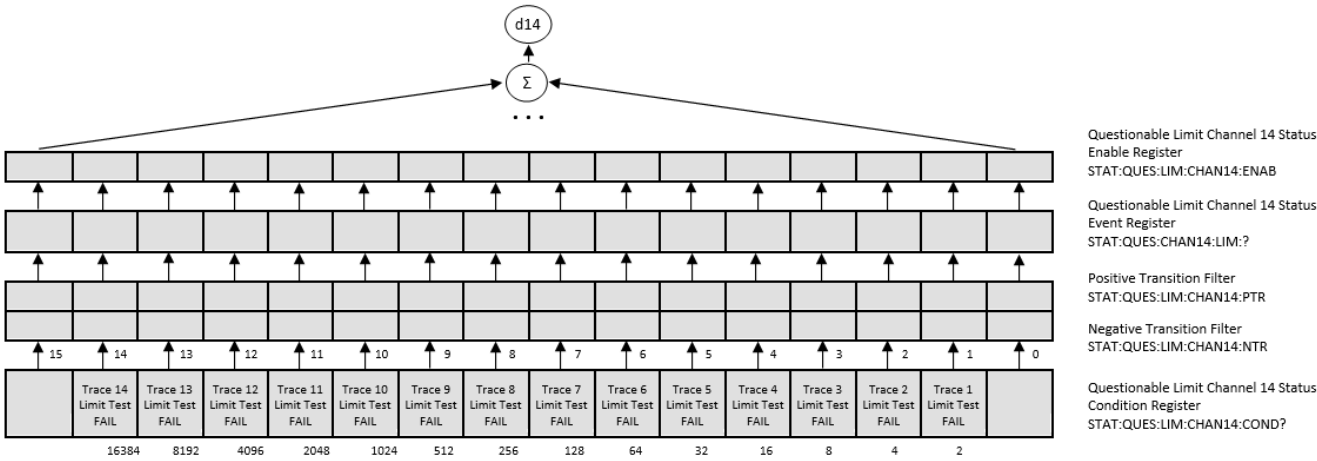 d14
Σ
...
Questionable Limit Channel 14 Status
Enable Register
STAT:QUES:LIM:CHAN14:ENAB
Questionable Limit Channel 14 Status
Event Register
STAT:QUES:CHAN14:LIM:?
Positive Transition Filter
STAT:QUES:LIM:CHAN14:PTR
Negative Transition Filter
STAT:QUES:LIM:CHAN14:NTR
15 14 13 12 11 10 9 8 7 6 5 4 3 2 1 0
Trace 14 Trace 13 Trace 12 Trace 11 Trace 10 Trace 9 Trace 8 Trace 7 Trace 6 Trace 5 Trace 4 Trace 3 Trace 2 Trace 1
Limit Test Limit Test Limit Test Limit Test Limit Test Limit Test Limit Test Limit Test Limit Test Limit Test Limit Test Limit Test Limit Test Limit Test
FAIL FAIL FAIL FAIL FAIL FAIL FAIL FAIL FAIL FAIL FAIL FAIL FAIL FAIL
Questionable Limit Channel 14 Status
Condition Register
STAT:QUES:LIM:CHAN14:COND?
16384 8192 4096 2048 1024 512 256 128 64 32 16 8 4 2